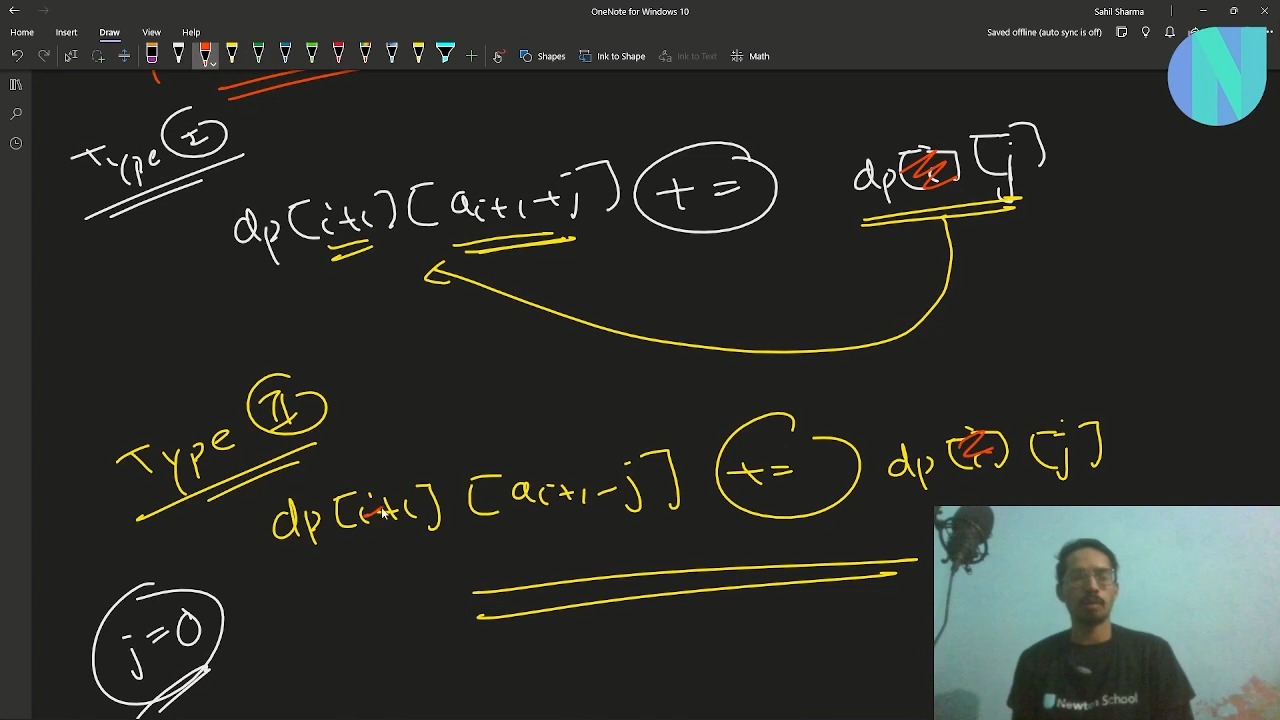 OneNote for Windows 10
Sahil Sharma
Home Insert Draw View Help
Saved offline (auto sync is off)
Shapes Ink to Shape Ink to Text Math
Type I
dp[i+1][ai+1+j] += dp[i][j]
Type II
dp[i+1][ai+1-j] += dp[i][j]
j=0
Newton School